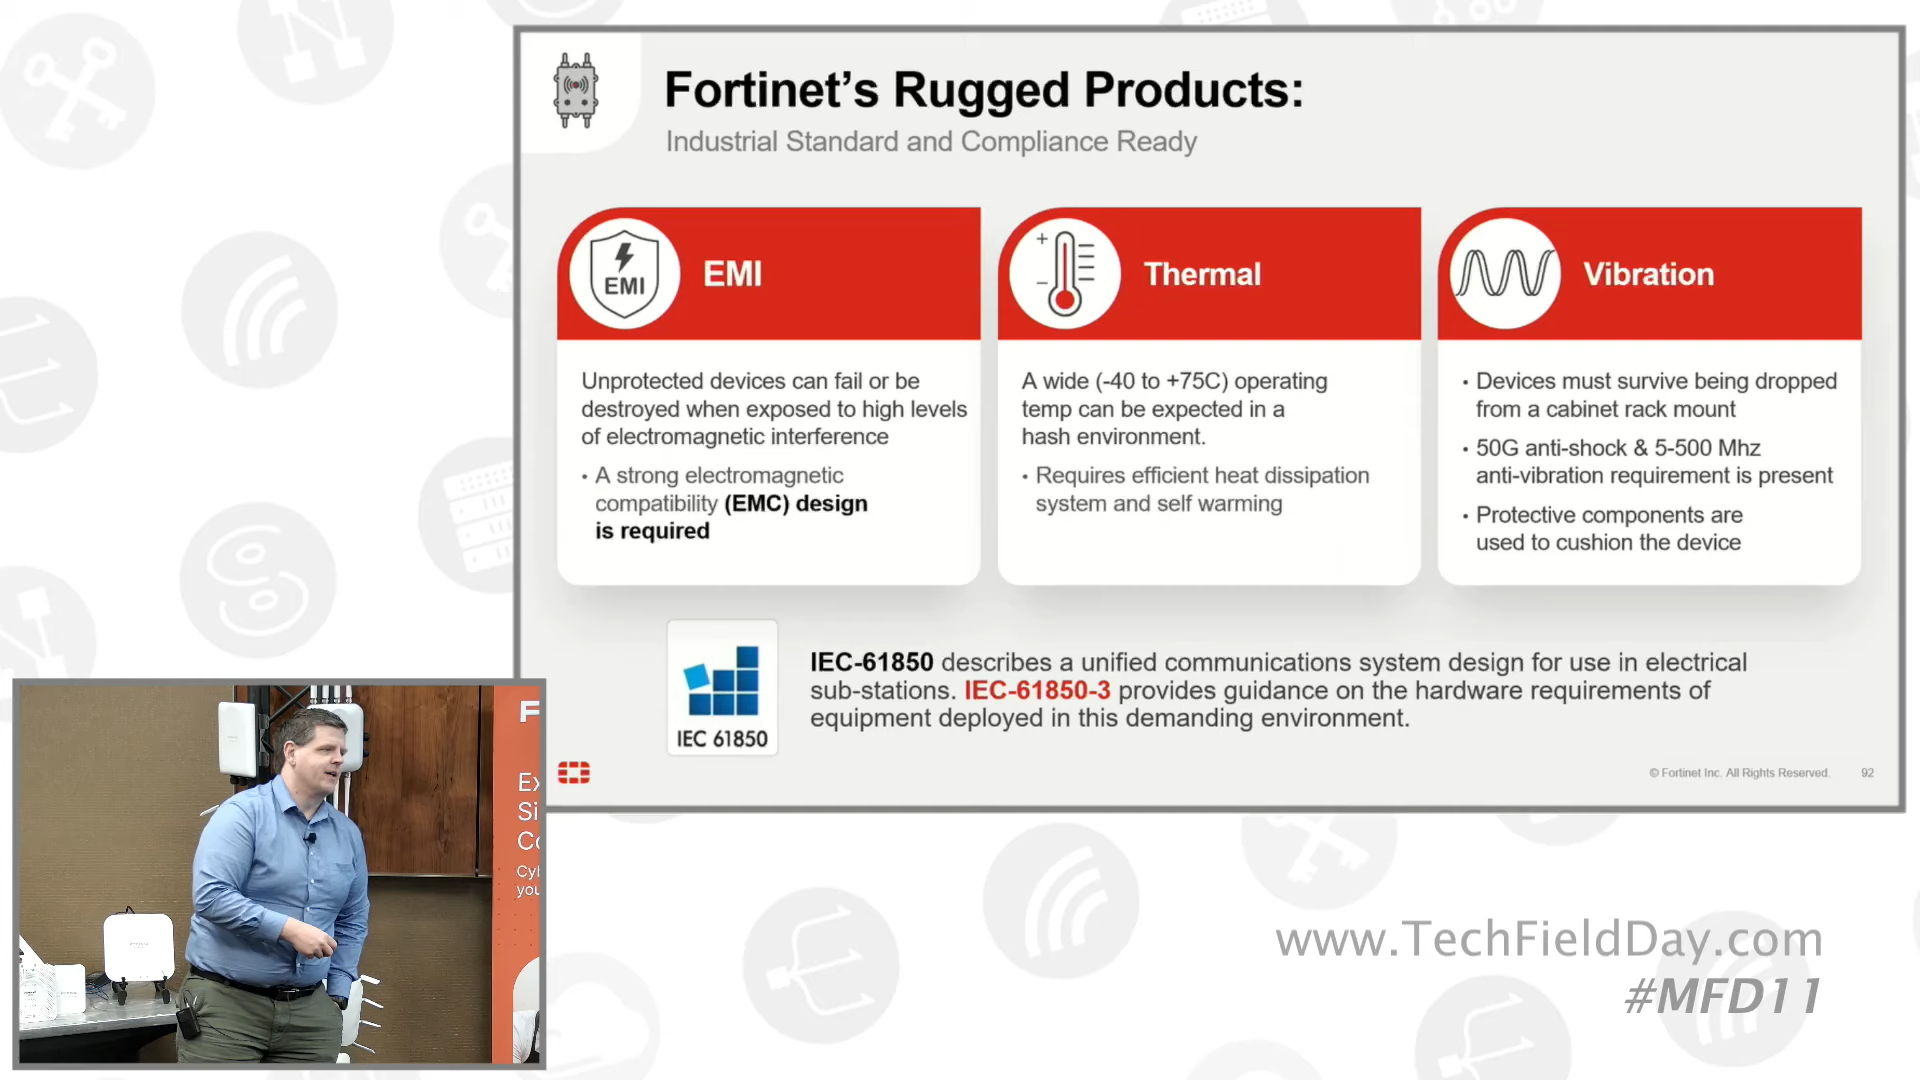 Fortinet’s Rugged Products:
Industrial Standard and Compliance Ready
EMI
EMI
Unprotected devices can fail or be
destroyed when exposed to high levels
of electromagnetic interference
• A strong electromagnetic
compatibility (EMC) design
is required
+
−
Thermal
A wide (-40 to +75C) operating
temp can be expected in a
hash environment.
• Requires efficient heat dissipation
system and self warming
Vibration
• Devices must survive being dropped
from a cabinet rack mount
• 50G anti-shock & 5-500 Mhz
anti-vibration requirement is present
• Protective components are
used to cushion the device
IEC 61850
IEC-61850 describes a unified communications system design for use in electrical
sub-stations. IEC-61850-3 provides guidance on the hardware requirements of
equipment deployed in this demanding environment.
© Fortinet Inc. All Rights Reserved.
92
F
Ex
Si
Co
Cyb
you
www.TechFieldDay.com
#MFD11